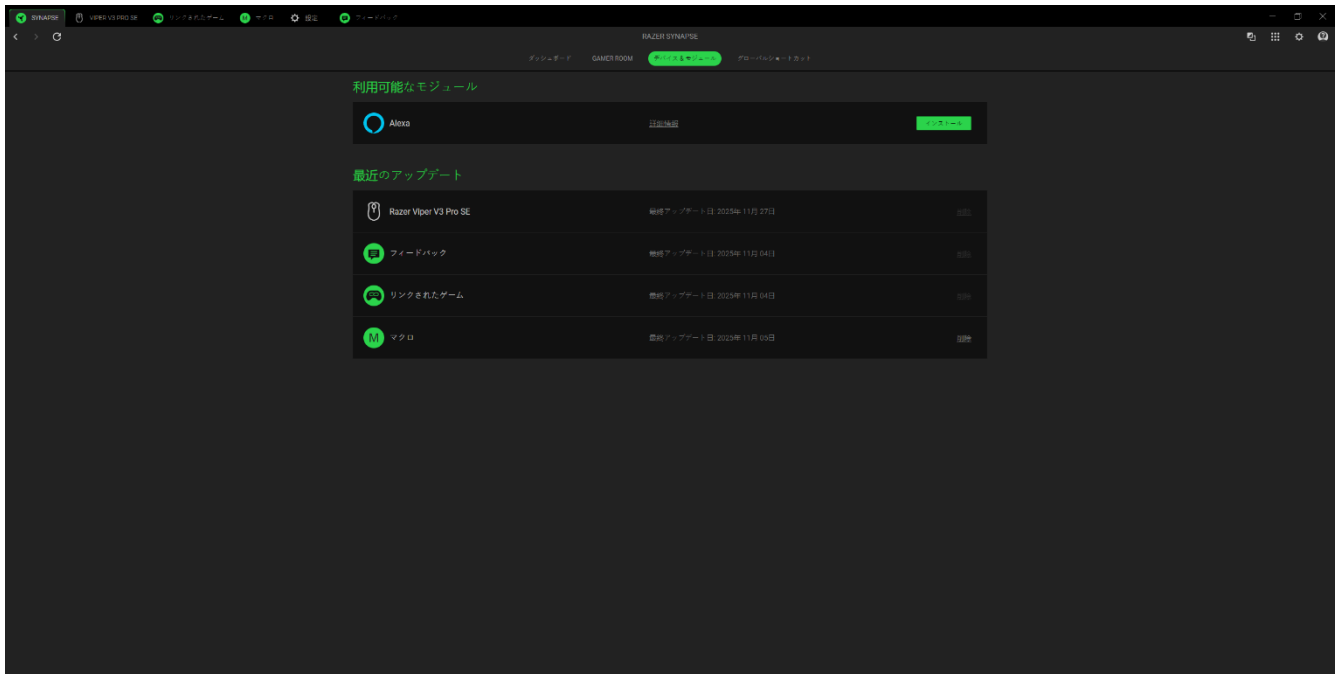 SYNAPSE VIPER V3 PRO SE リンクされたゲーム マクロ 設定 フィードバック
RAZER SYNAPSE
ダッシュボード GAMER ROOM デバイス＆モジュール グローバルショートカット
利用可能なモジュール
Alexa 詳細情報 インストール
最近のアップデート
Razer Viper V3 Pro SE 最終アップデート日: 2025年 11月 27日 削除
フィードバック 最終アップデート日: 2025年 11月 04日 削除
リンクされたゲーム 最終アップデート日: 2025年 11月 04日 削除
M マクロ 最終アップデート日: 2025年 11月 05日 削除